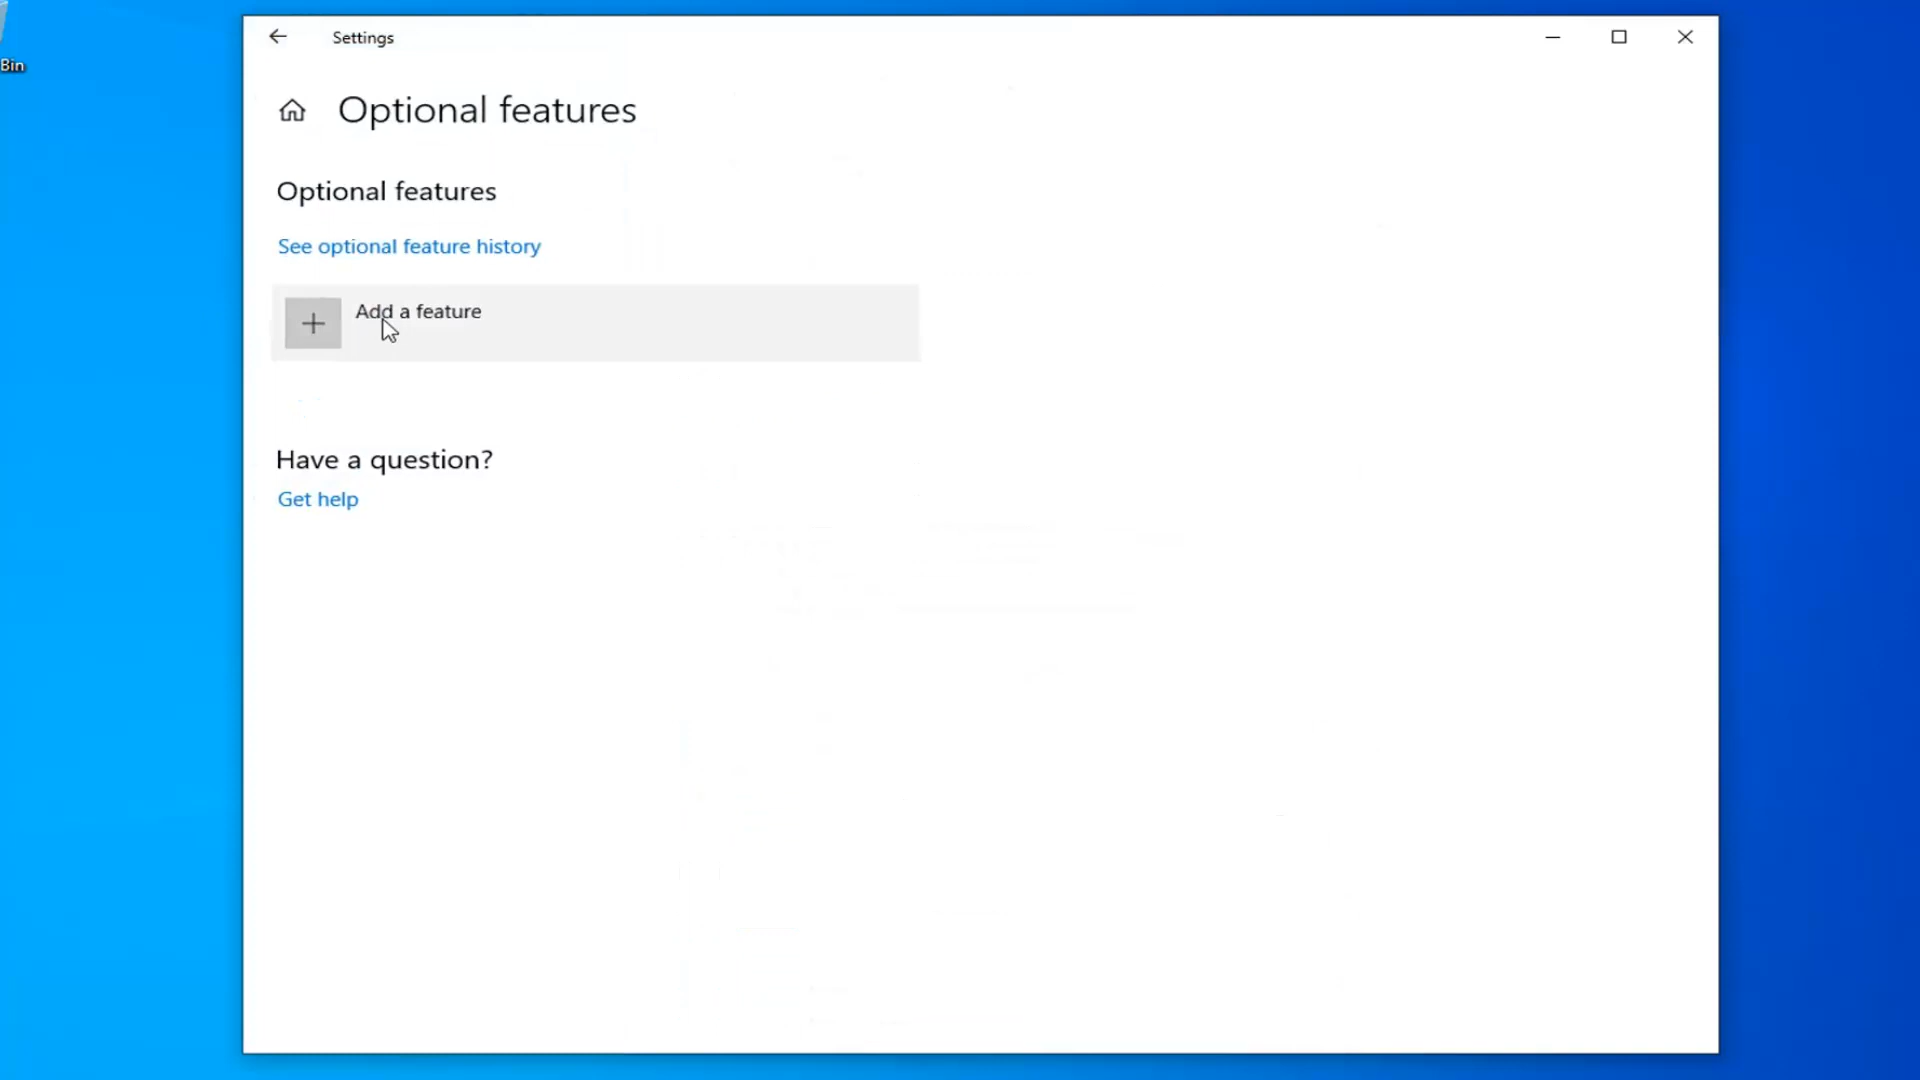 Bin
Settings
Optional features
Optional features
See optional feature history
Add a feature
Have a question?
Get help